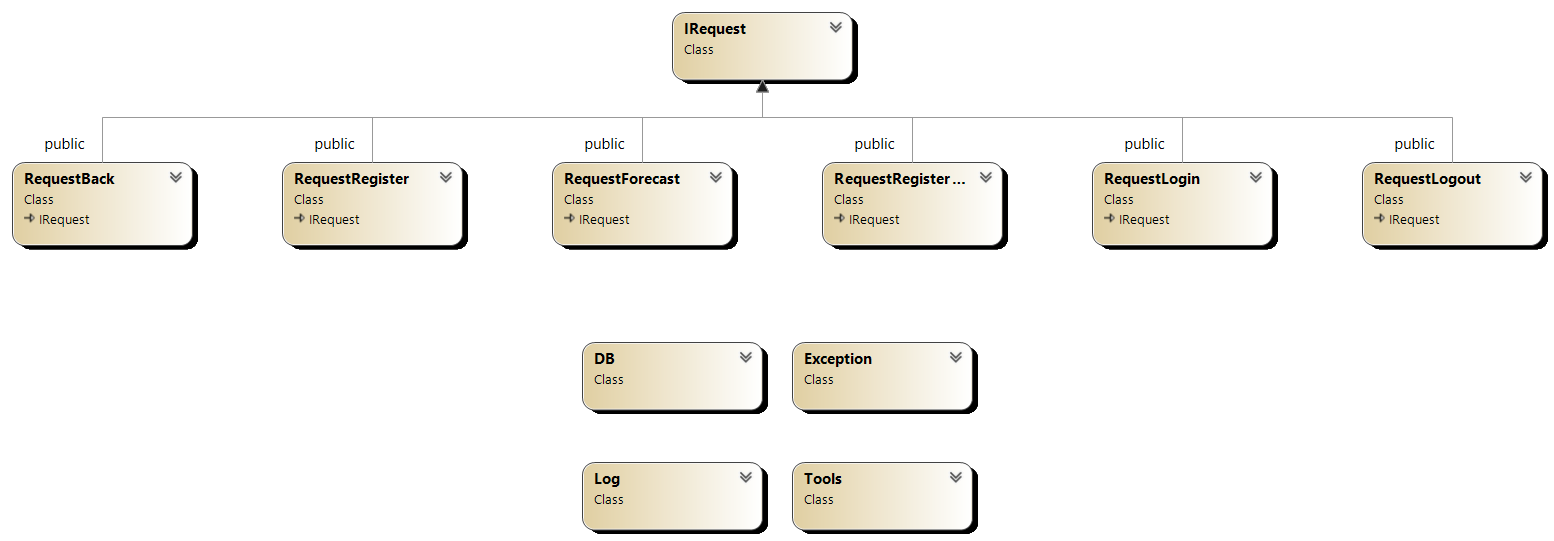 IRequest
Class
public public public public public public
RequestBack RequestRegister RequestForecast RequestRegister ... RequestLogin RequestLogout
Class Class Class Class Class Class
IRequest IRequest IRequest IRequest IRequest IRequest
DB Exception
Class Class
Log Tools
Class Class